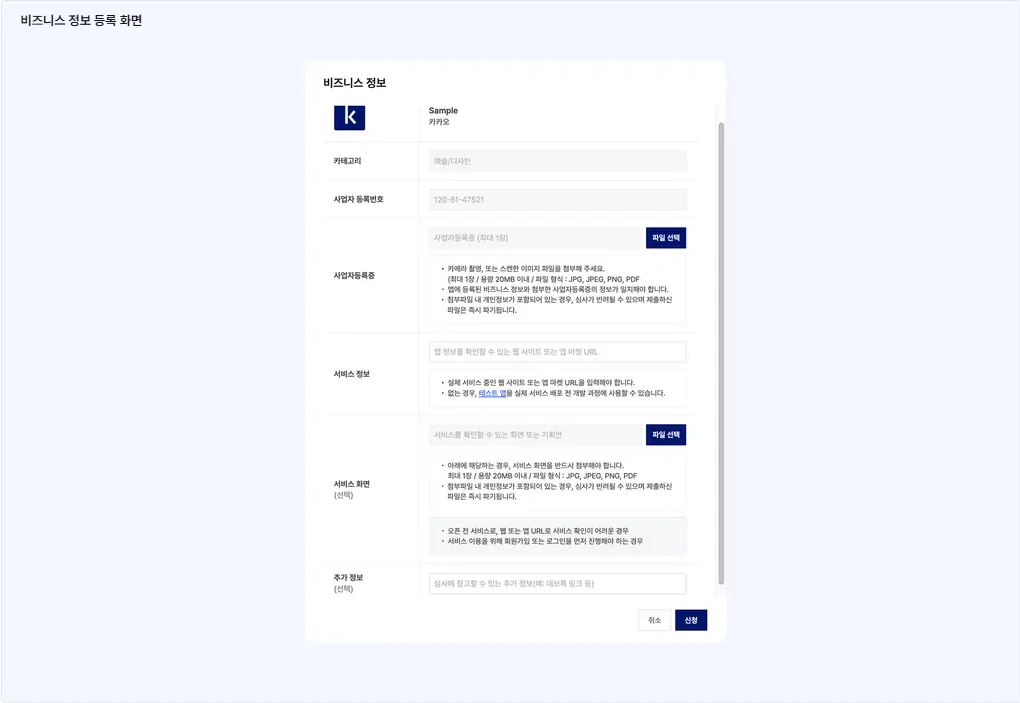 비즈니스 정보 등록 화면
비즈니스 정보
K
Sample
카카오
카테고리
예술/디자인
사업자 등록번호
120-81-47521
사업자등록증
사업자등록증 (최대 1장)
파일 선택
• 카메라 촬영, 또는 스캔한 이미지 파일을 첨부해 주세요.
(최대 1장 / 용량 20MB 이내 / 파일 형식 : JPG, JPEG, PNG, PDF
• 앱에 등록된 비즈니스 정보와 첨부한 사업자등록증의 정보가 일치해야 합니다.
• 첨부파일 내 개인정보가 포함되어 있는 경우, 심사가 반려될 수 있으며 제출하신
파일은 즉시 파기됩니다.
서비스 정보
앱 정보를 확인할 수 있는 웹 사이트 또는 앱 마켓 URL
• 실제 서비스 중인 웹 사이트 또는 앱 마켓 URL을 입력해야 합니다.
• 없는 경우, 테스트 앱을 실제 서비스 배포 전 개발 과정에 사용할 수 있습니다.
서비스 화면
(선택)
서비스를 확인할 수 있는 화면 또는 기획안
파일 선택
• 아래에 해당하는 경우, 서비스 화면을 반드시 첨부해야 합니다.
최대 1장 / 용량 20MB 이내 / 파일 형식 : JPG, JPEG, PNG, PDF
• 첨부파일 내 개인정보가 포함되어 있는 경우, 심사가 반려될 수 있으며 제출하신
파일은 즉시 파기됩니다.
• 오픈 전 서비스로, 웹 또는 앱 URL로 서비스 확인이 어려운 경우
• 서비스 이용을 위해 회원가입 또는 로그인을 먼저 진행해야 하는 경우
추가 정보
(선택)
심사에 참고할 수 있는 추가 정보(예: 데브톡 링크 등)
취소
신청